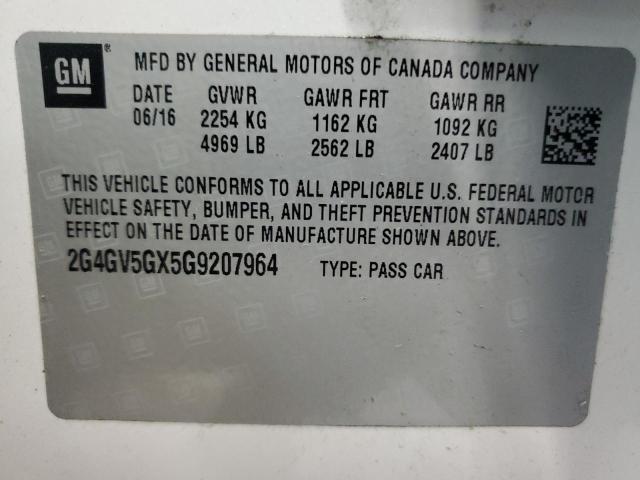 GM ®
MFD BY GENERAL MOTORS OF CANADA COMPANY
DATE GVWR GAWR FRT GAWR RR
06/16 2254 KG 1162 KG 1092 KG
4969 LB 2562 LB 2407 LB
THIS VEHICLE CONFORMS TO ALL APPLICABLE U.S. FEDERAL MOTOR
VEHICLE SAFETY, BUMPER, AND THEFT PREVENTION STANDARDS IN
EFFECT ON THE DATE OF MANUFACTURE SHOWN ABOVE.
2G4GV5GX5G9207964 TYPE: PASS CAR